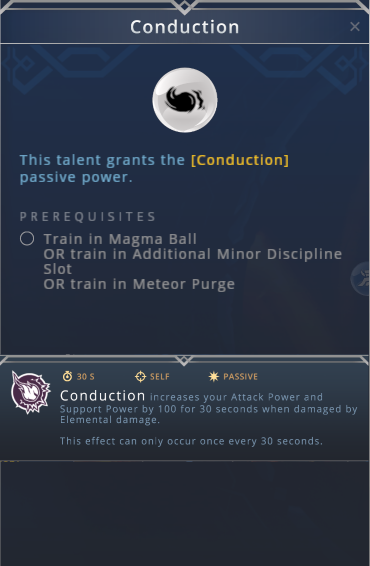 Conduction
This talent grants the [Conduction]
passive power.
PREREQUISITES
Train in Magma Ball
OR train in Additional Minor Discipline
Slot
OR train in Meteor Purge
30 S SELF PASSIVE
Conduction increases your Attack Power and
Support Power by 100 for 30 seconds when damaged by
Elemental damage.
This effect can only occur once every 30 seconds.